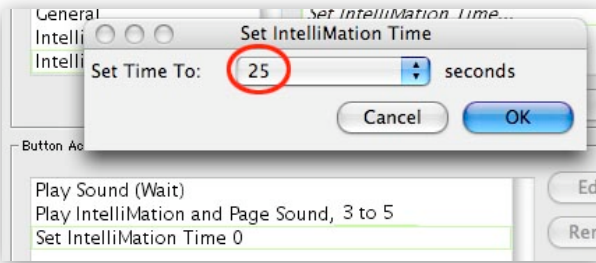 General
Set IntelliMation Time...
Intelli
Set IntelliMation Time
Intelli
Set Time To: 25 seconds
Cancel OK
Button Ac
Play Sound (Wait)
Ed
Play IntelliMation and Page Sound, 3 to 5
Set IntelliMation Time 0
Rer